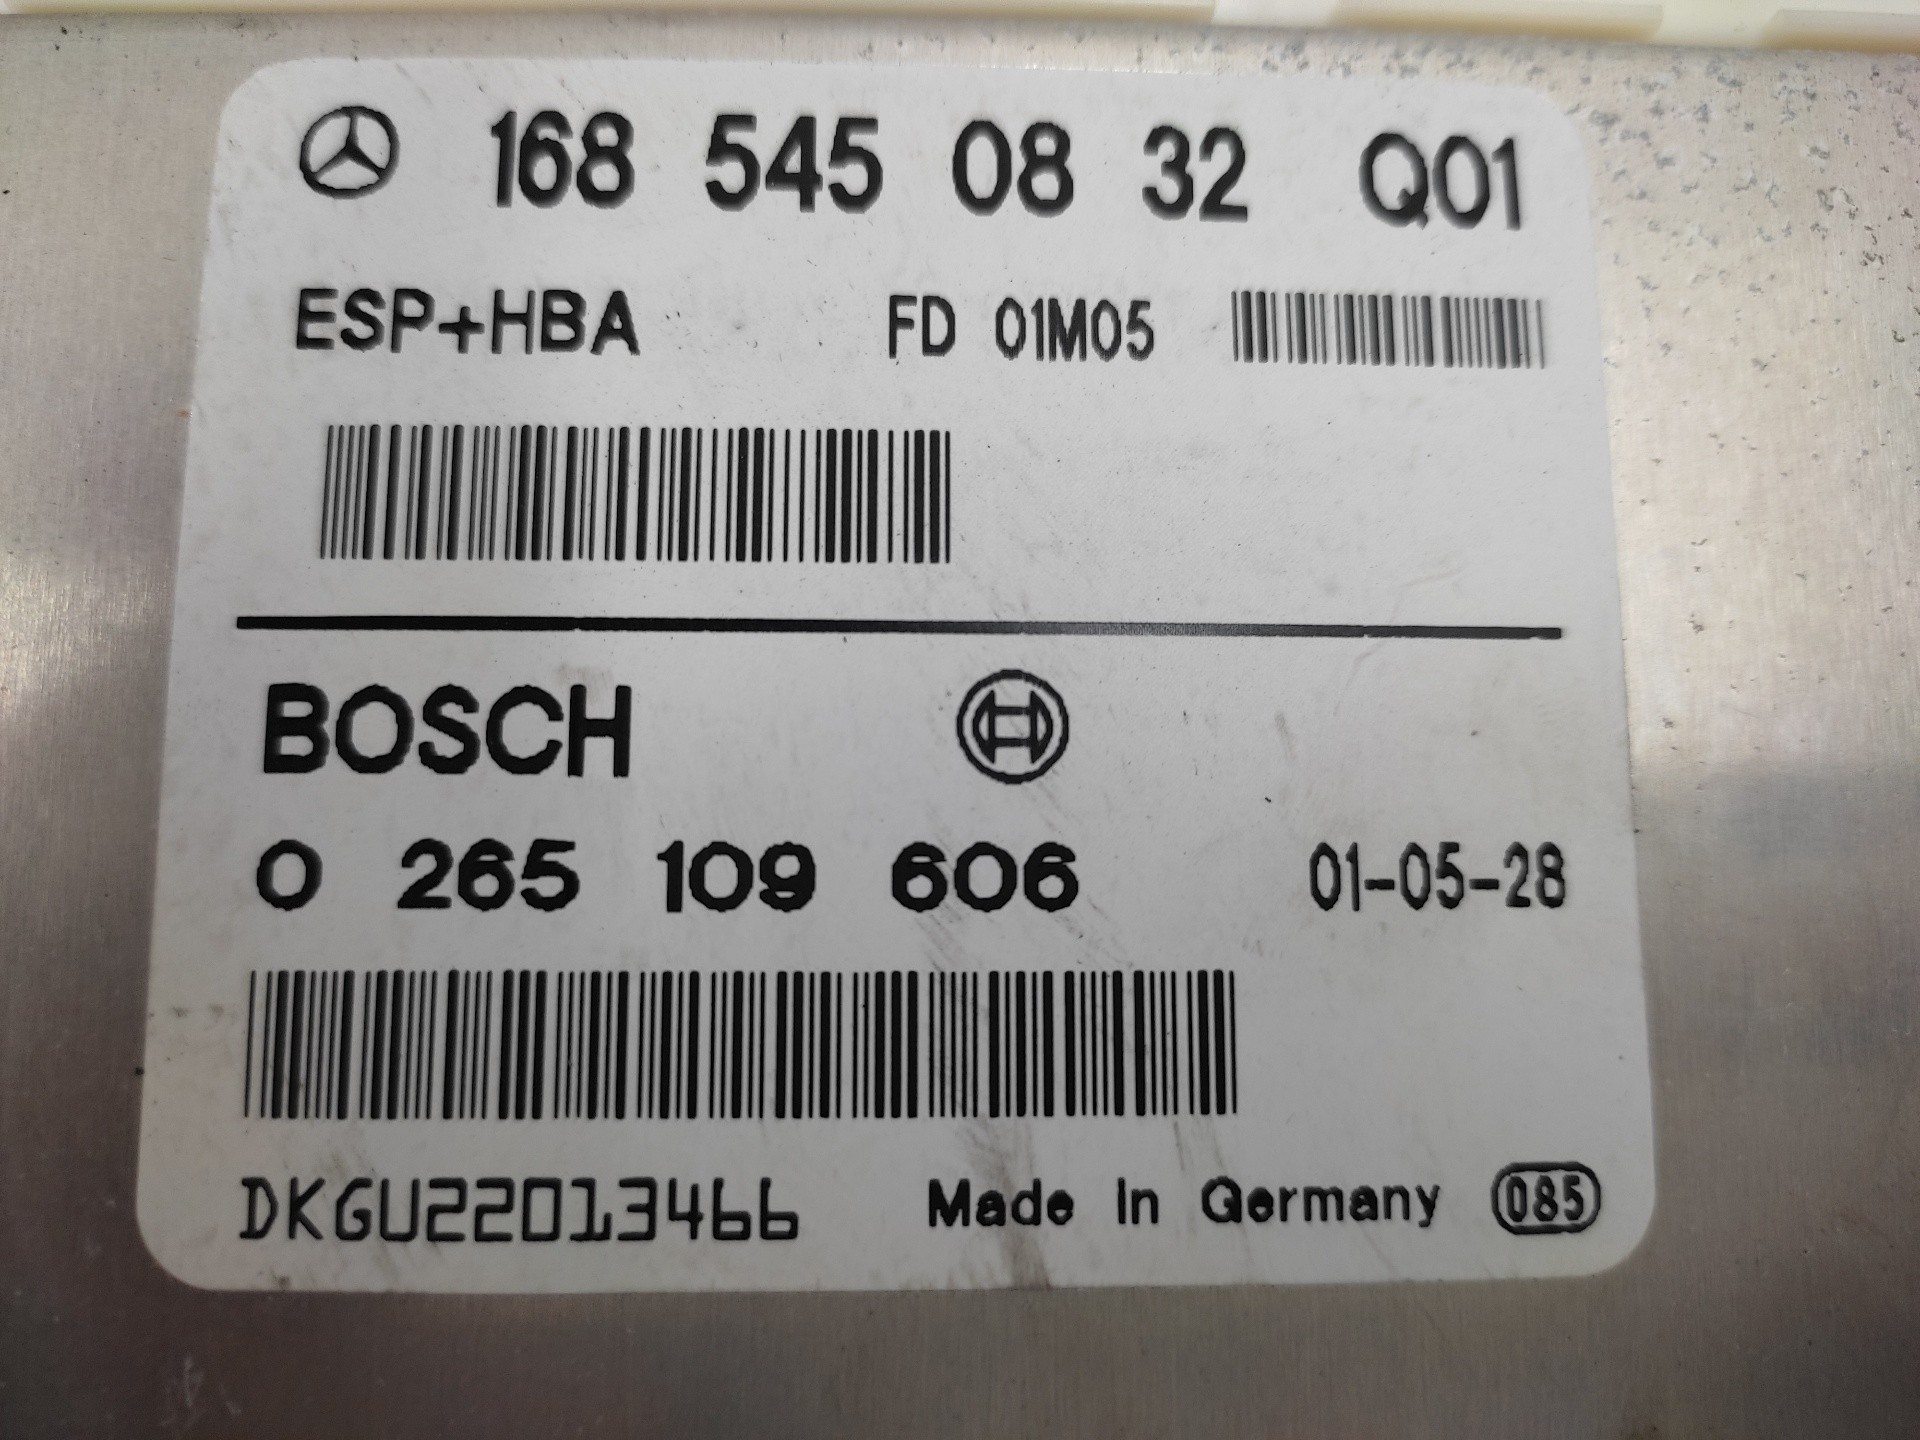 168 545 08 32 Q01
ESP+HBA FD 01M05
BOSCH
0 265 109 606 01-05-28
DKGU22013466 Made In Germany 085